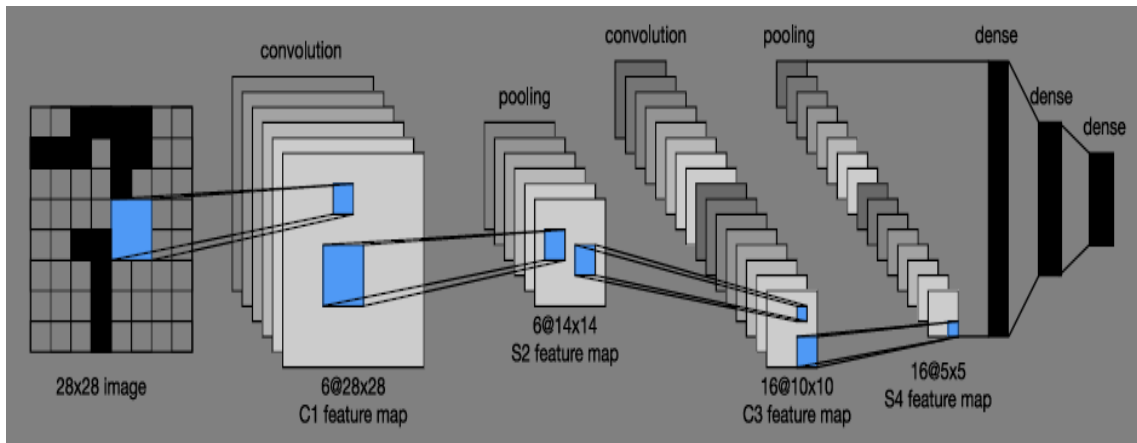 convolution
pooling
convolution
pooling
dense
dense
dense
28x28 image
6@28x28
C1 feature map
6@14x14
S2 feature map
16@10x10
C3 feature map
16@5x5
S4 feature map